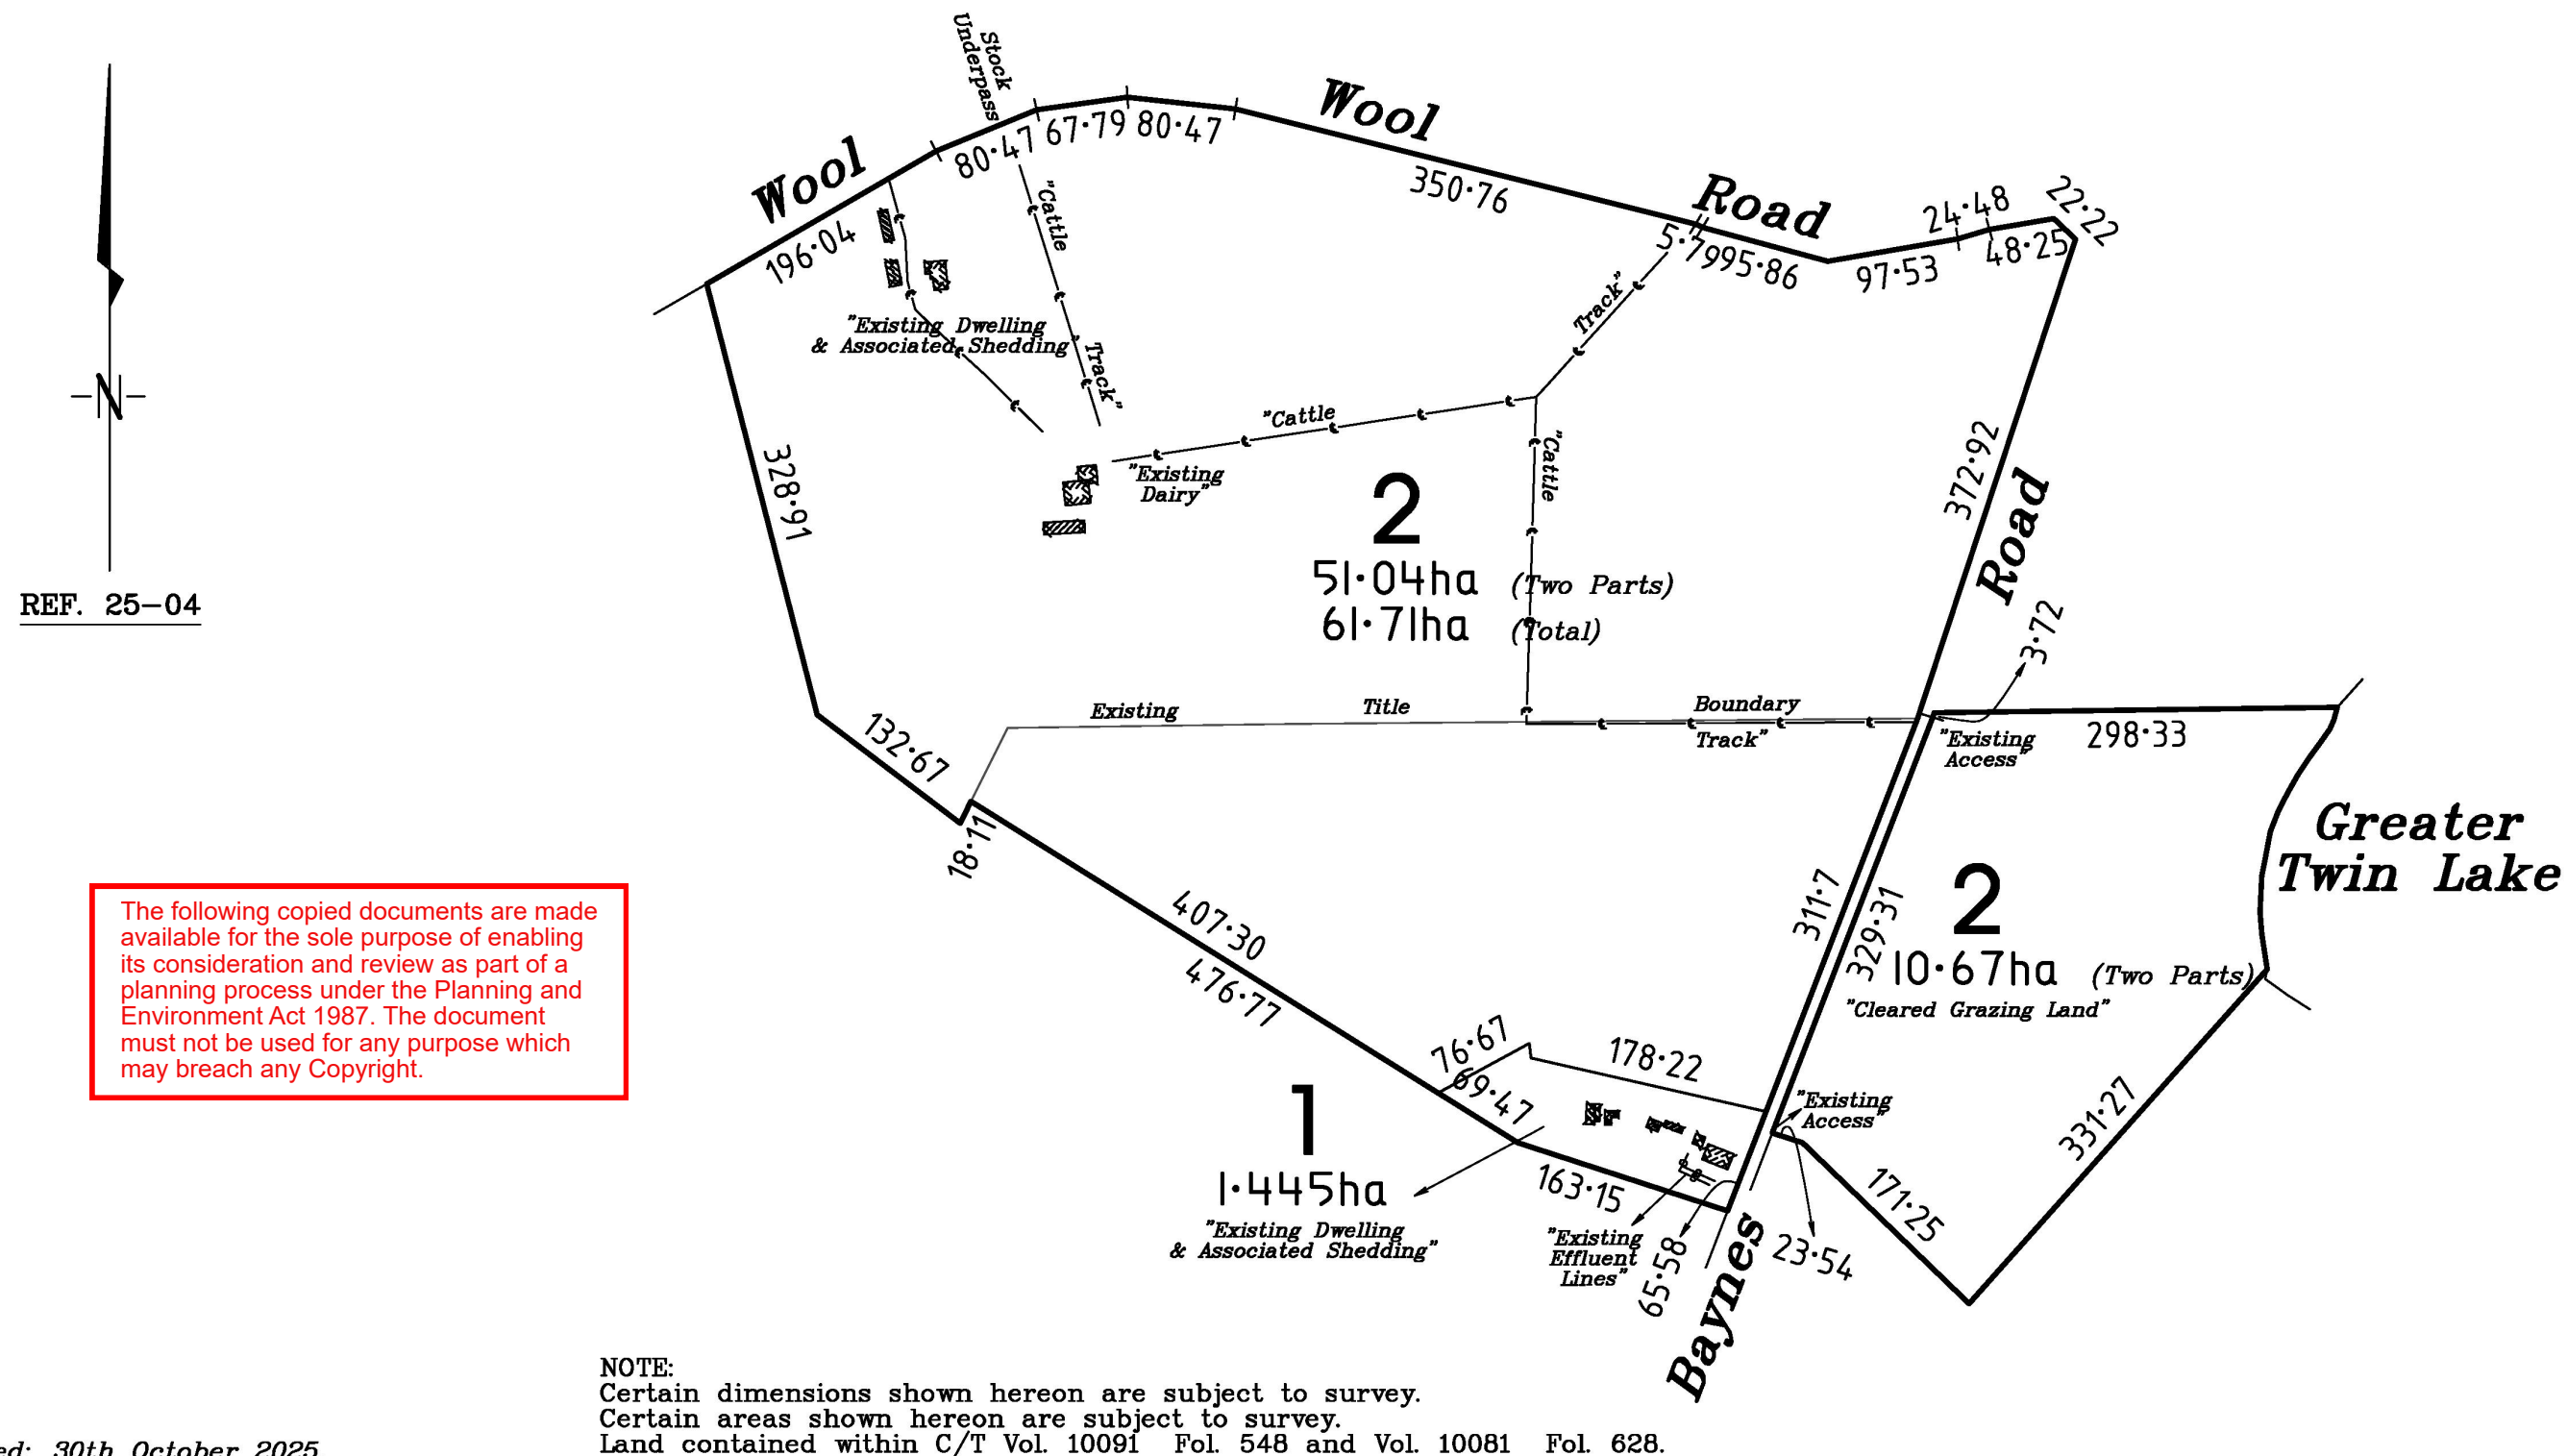 Stock
Underpass
Wool
Wool
Road
196·04
80·47
67·79
80·47
350·76
5·79
95·86
97·53
24·48
48·25
22·22
"Cattle
Track"
"Existing Dwelling
& Associated Shedding"
Track"
"Cattle
"Cattle
"Existing
Dairy"
328·91
372·92
Road
2
51·04ha (Two Parts)
61·71ha (Total)
REF. 25-04
N
3·72
Existing Title Boundary
Track"
"Existing
Access"
298·33
132·67
18·11
Greater
Twin Lake
The following copied documents are made
available for the sole purpose of enabling
its consideration and review as part of a
planning process under the Planning and
Environment Act 1987. The document
must not be used for any purpose which
may breach any Copyright.
407·30
476·77
311·7
329·31
2
10·67ha (Two Parts)
"Cleared Grazing Land"
76·67
69·47
178·22
"Existing
Access"
331·27
171·25
1
1·445ha
"Existing Dwelling
& Associated Shedding"
163·15
"Existing
Effluent
Lines"
65·58
23·54
Baynes
NOTE:
Certain dimensions shown hereon are subject to survey.
Certain areas shown hereon are subject to survey.
Land contained within C/T Vol. 10091 Fol. 548 and Vol. 10081 Fol. 628.
ed: 30th October 2025